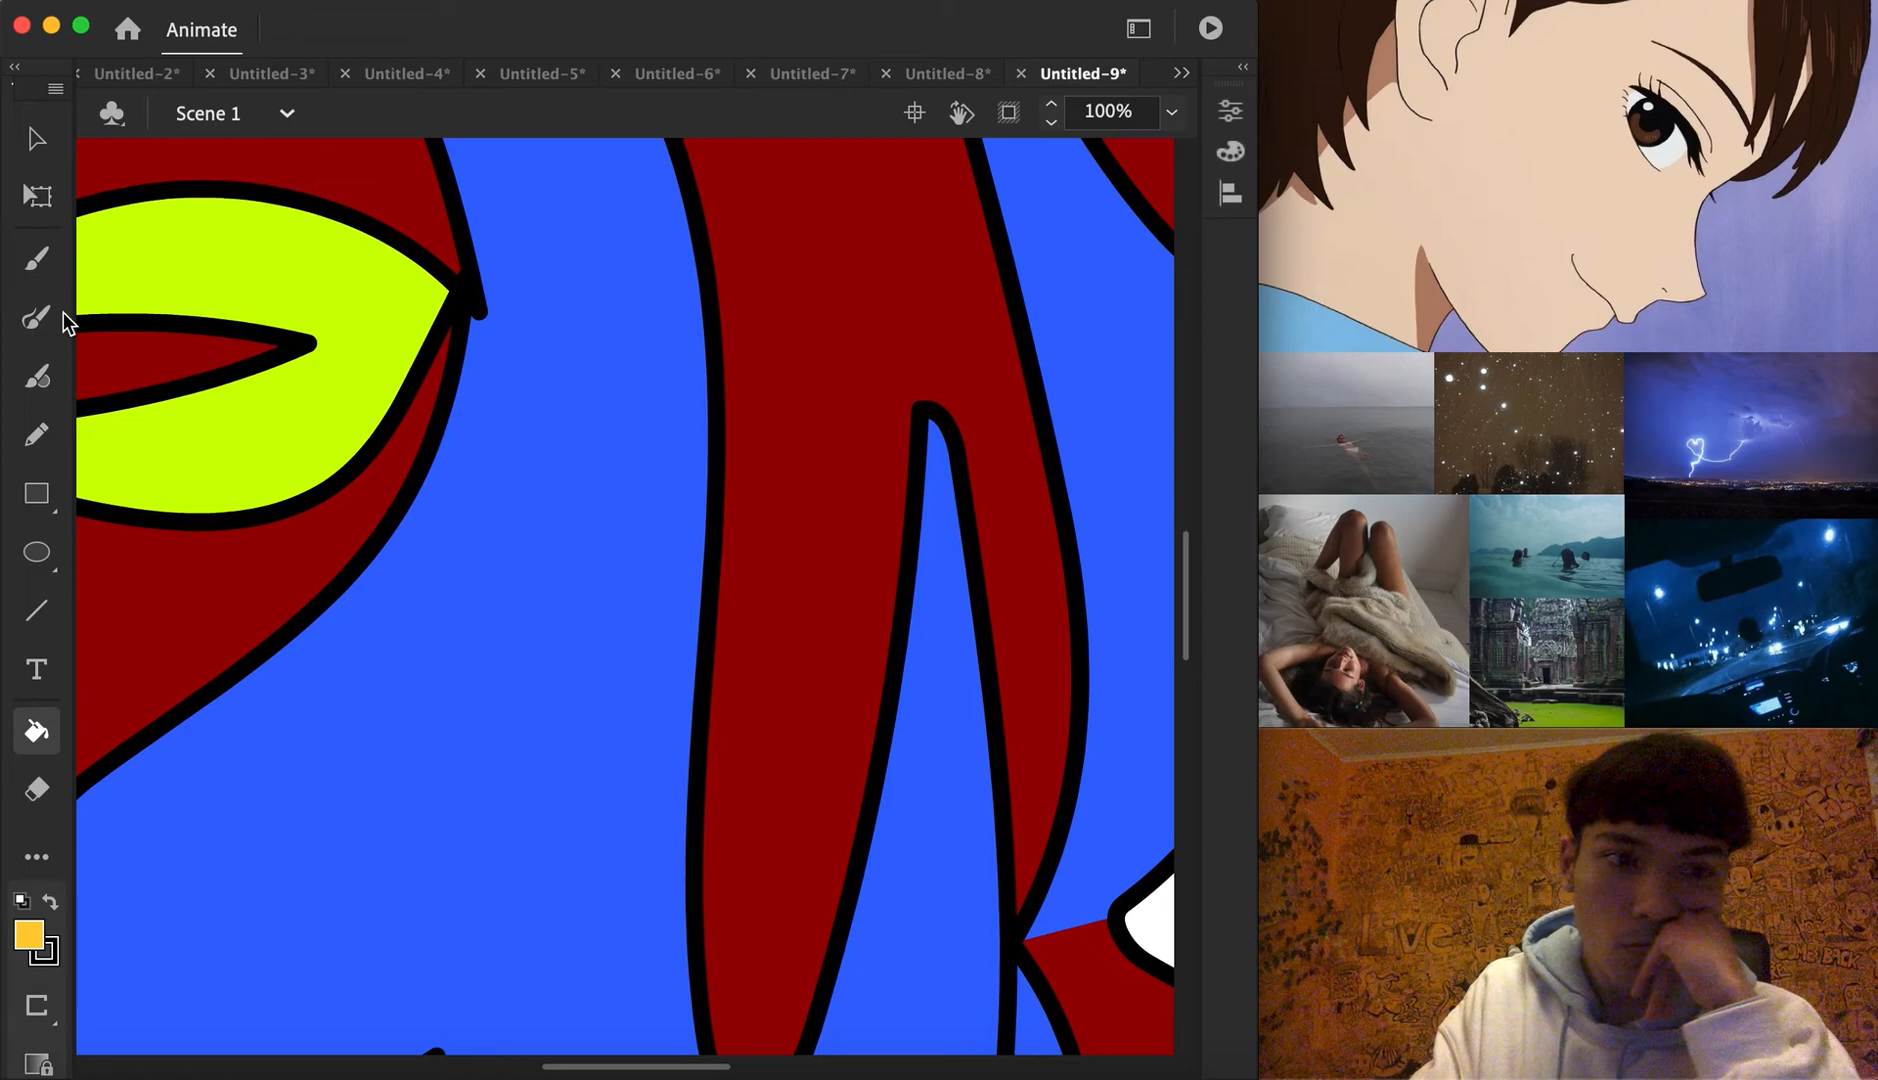 Animate
Untitled-2*
Untitled-3*
Untitled-4*
Untitled-5*
Untitled-6*
Untitled-7*
Untitled-8*
Untitled-9*
Scene 1
100%
Live